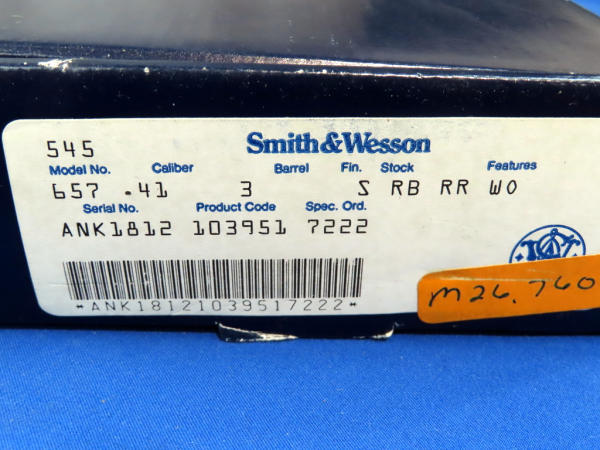 545 Smith & Wesson
Model No. Caliber Barrel Fin. Stock Features
657 .41 3 S RB RR WO
Serial No. Product Code Spec. Ord.
ANK1812 103951 7222
*ANK18121039517222*
m26,760